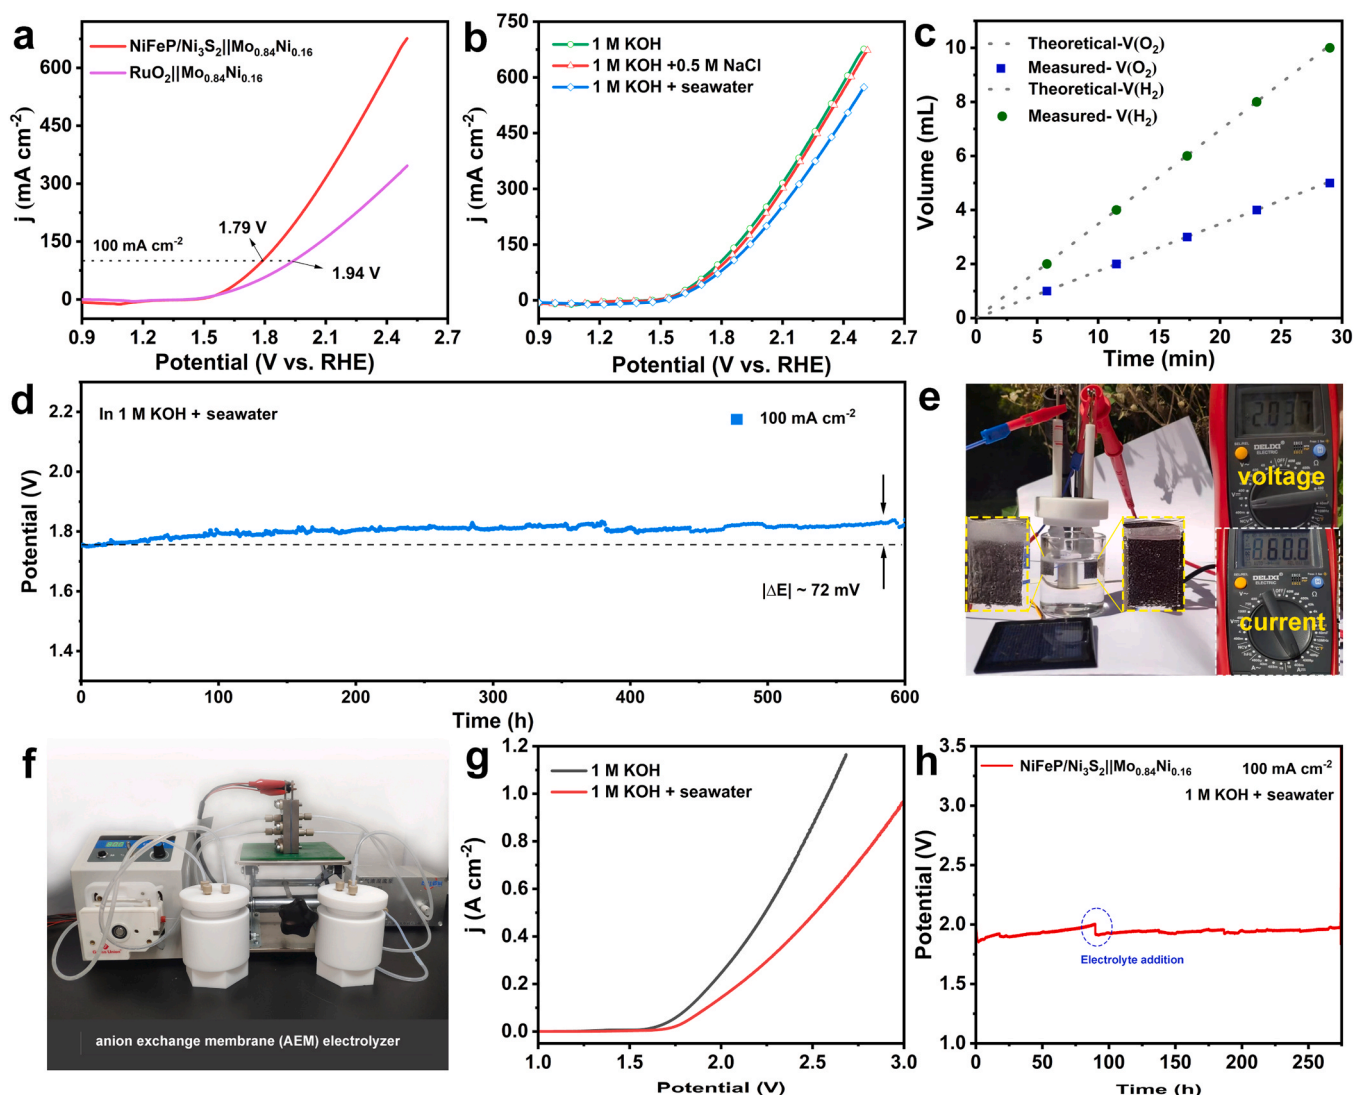 a
NiFeP/Ni3S2||Mo0.84Ni0.16
RuO2||Mo0.84Ni0.16
600
450
300
150
0
j (mA cm-2)
100 mA cm-2
1.79 V
1.94 V
0.9 1.2 1.5 1.8 2.1 2.4 2.7
Potential (V vs. RHE)
b
1 M KOH
1 M KOH +0.5 M NaCl
1 M KOH + seawater
750
600
450
300
150
0
j (mA cm-2)
0.9 1.2 1.5 1.8 2.1 2.4 2.7
Potential (V vs. RHE)
c
Theoretical-V(O2)
Measured- V(O2)
Theoretical-V(H2)
Measured- V(H2)
10
8
6
4
2
0
Volume (mL)
0 5 10 15 20 25 30
Time (min)
d
In 1 M KOH + seawater
100 mA cm-2
2.2
2.0
1.8
1.6
1.4
Potential (V)
|ΔE| ~ 72 mV
0 100 200 300 400 500 600
Time (h)
e
2.037
DELIXI
ELECTRIC
voltage
860.0
DELIXI
ELECTRIC
current
f
anion exchange membrane (AEM) electrolyzer
g
1 M KOH
1 M KOH + seawater
1.2
1.0
0.8
0.6
0.4
0.2
0.0
j (A cm-2)
1.0 1.5 2.0 2.5 3.0
Potential (V)
h
NiFeP/Ni3S2||Mo0.84Ni0.16
100 mA cm-2
1 M KOH + seawater
3.5
3.0
2.5
2.0
1.5
1.0
Potential (V)
Electrolyte addition
0 50 100 150 200 250
Time (h)